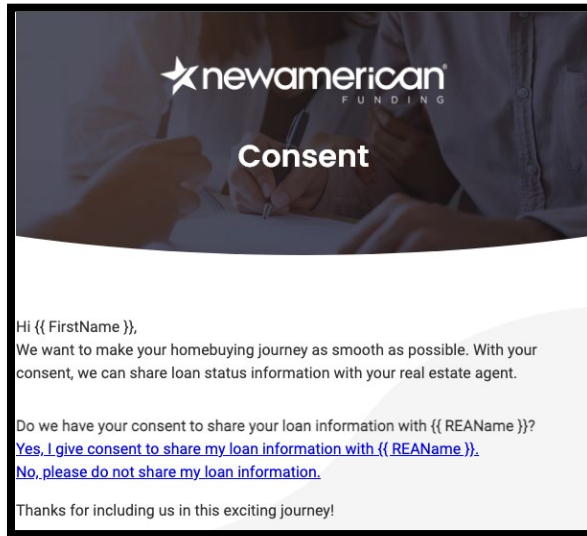 newamerican
FUNDING
Consent
Hi {{ FirstName }},
We want to make your homebuying journey as smooth as possible. With your
consent, we can share loan status information with your real estate agent.
Do we have your consent to share your loan information with {{ REAName }}?
Yes, I give consent to share my loan information with {{ REAName }}.
No, please do not share my loan information.
Thanks for including us in this exciting journey!